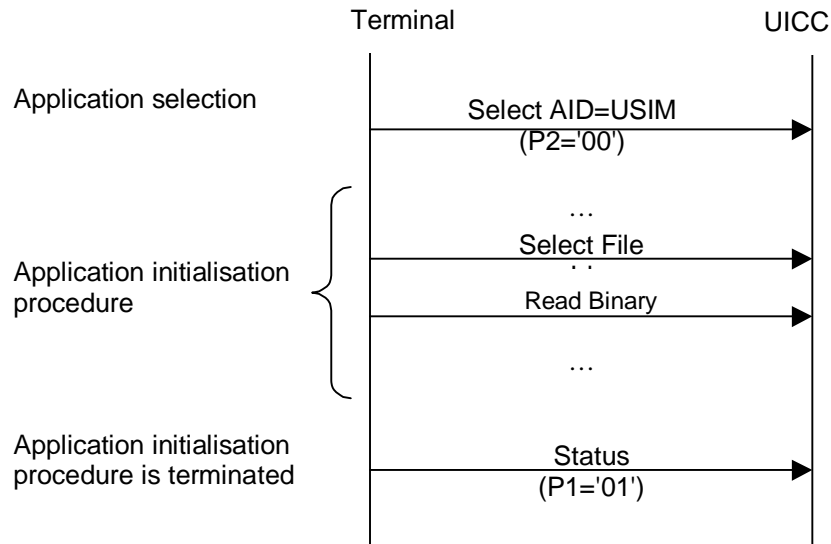 Terminal UICC
Application selection
Select AID=USIM
(P2='00')
...
Select File
. .
Application initialisation
procedure
Read Binary
...
Application initialisation
procedure is terminated
Status
(P1='01')